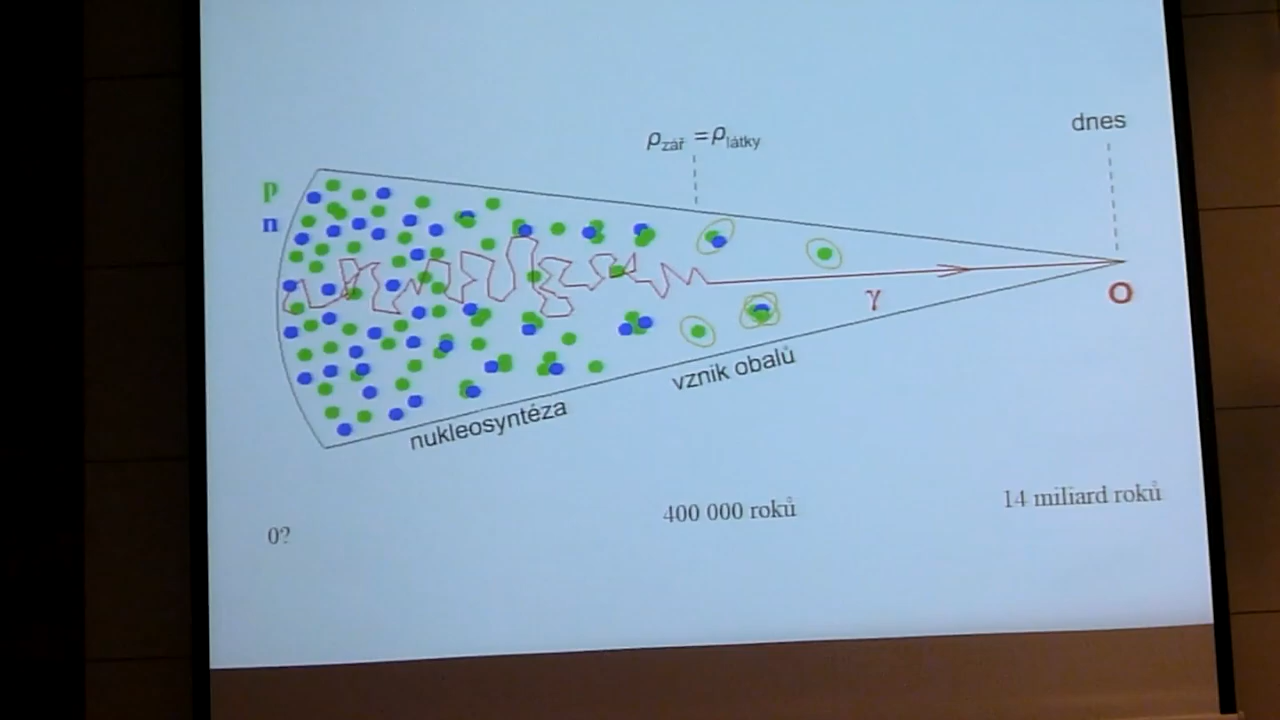 dnes
ρzář = ρlátky
p
n
γ
O
vznik obalů
nukleosyntéza
14 miliard roků
400 000 roků
0?